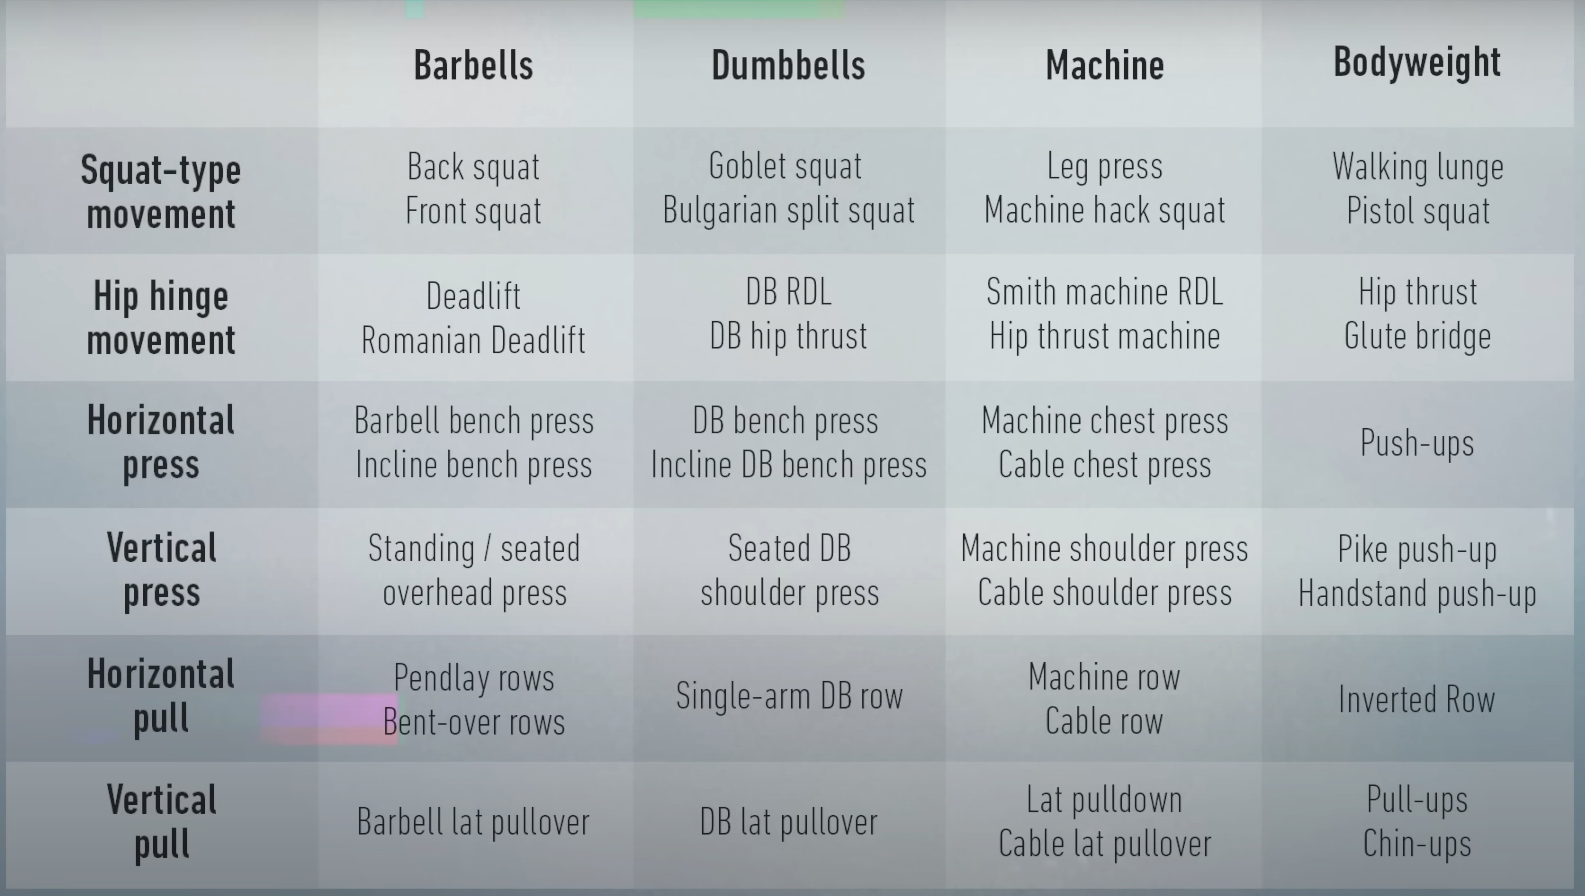 Barbells
Dumbbells
Machine
Bodyweight
Squat-type
movement
Back squat
Front squat
Goblet squat
Bulgarian split squat
Leg press
Machine hack squat
Walking lunge
Pistol squat
Hip hinge
movement
Deadlift
Romanian Deadlift
DB RDL
DB hip thrust
Smith machine RDL
Hip thrust machine
Hip thrust
Glute bridge
Horizontal
press
Barbell bench press
Incline bench press
DB bench press
Incline DB bench press
Machine chest press
Cable chest press
Push-ups
Vertical
press
Standing / seated
overhead press
Seated DB
shoulder press
Machine shoulder press
Cable shoulder press
Pike push-up
Handstand push-up
Horizontal
pull
Pendlay rows
Bent-over rows
Single-arm DB row
Machine row
Cable row
Inverted Row
Vertical
pull
Barbell lat pullover
DB lat pullover
Lat pulldown
Cable lat pullover
Pull-ups
Chin-ups